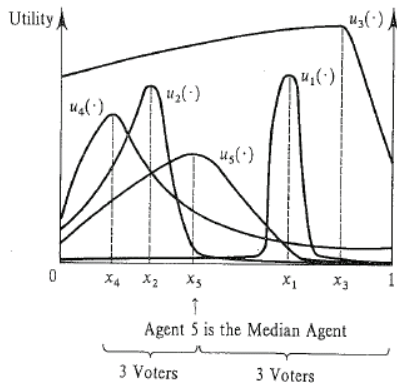 Utility
u₃(·)
u₂(·)
u₁(·)
u₄(·)
u₅(·)
0 x₄ x₂ x₅ x₁ x₃ 1
Agent 5 is the Median Agent
3 Voters 3 Voters